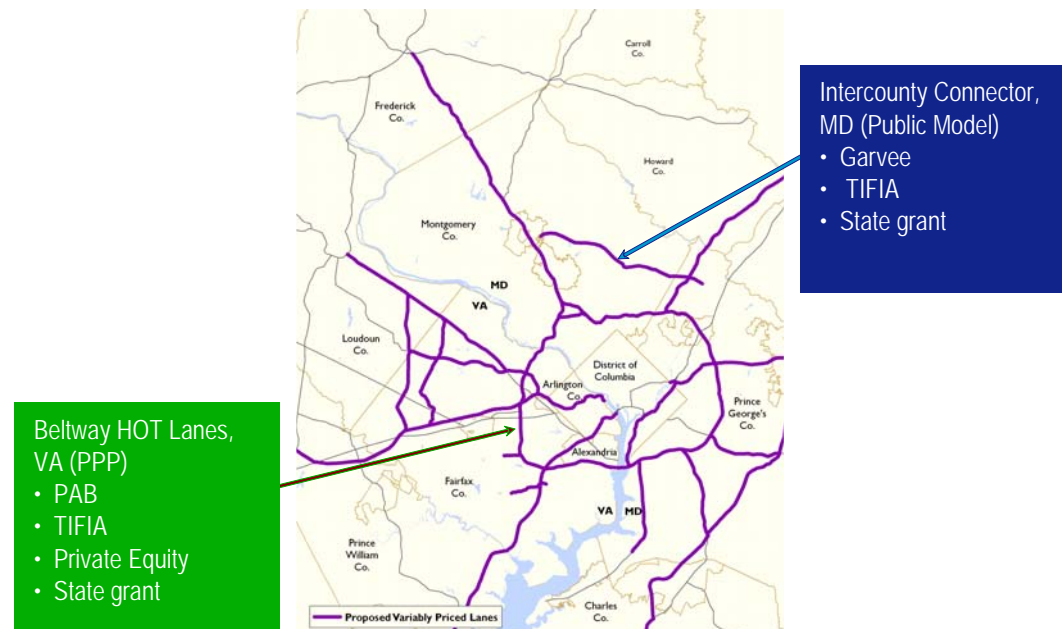 Carroll
Co.
Frederick
Co.
Howard
Co.
Montgomery
Co.
MD
VA
Loudoun
Co.
District of
Columbia
Arlington
Co.
Prince
George's
Co.
Alexandria
Fairfax
Co.
VA
MD
Prince
William
Co.
Charles
Co.
Proposed Variably Priced Lanes
Intercounty Connector,
MD (Public Model)
• Garvee
• TIFIA
• State grant
Beltway HOT Lanes,
VA (PPP)
• PAB
• TIFIA
• Private Equity
• State grant